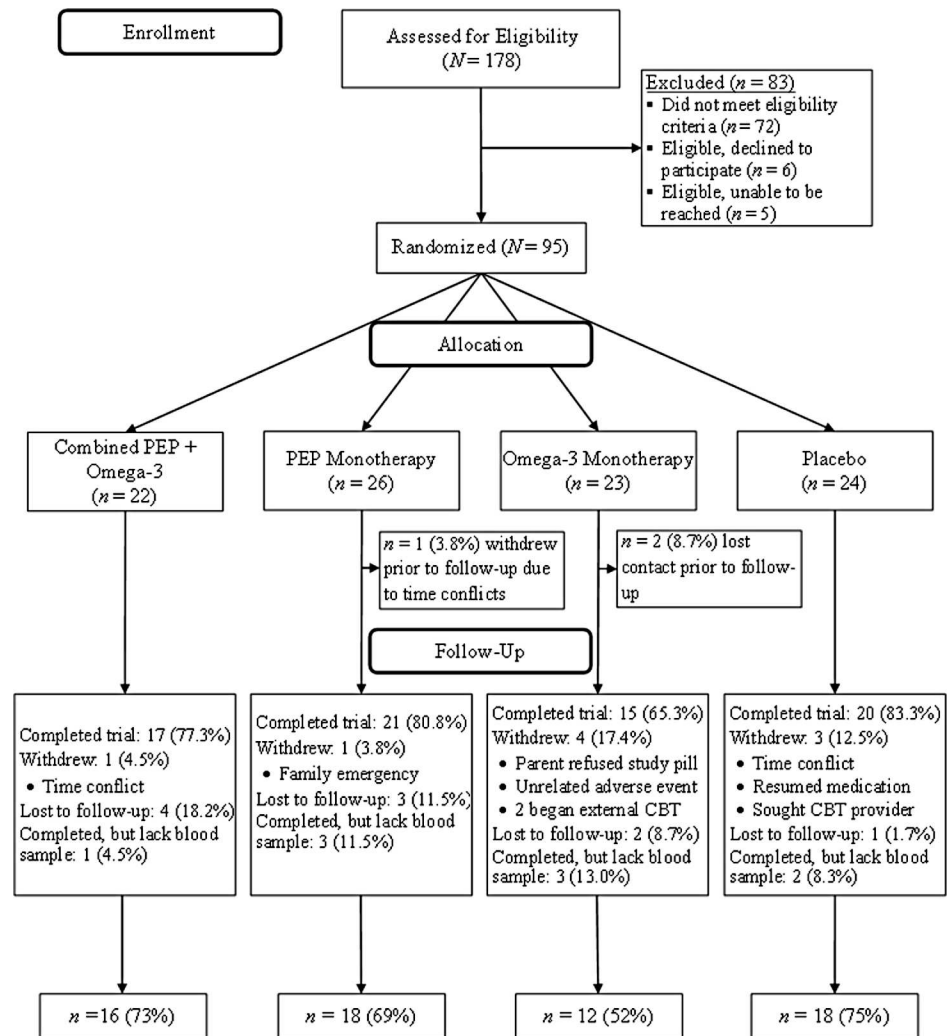 Enrollment
Assessed for Eligibility
(N = 178)
Excluded (n = 83)
▪ Did not meet eligibility
criteria (n = 72)
▪ Eligible, declined to
participate (n = 6)
▪ Eligible, unable to be
reached (n = 5)
Randomized (N = 95)
Allocation
Combined PEP +
Omega-3
(n = 22)
PEP Monotherapy
(n = 26)
Omega-3 Monotherapy
(n = 23)
Placebo
(n = 24)
n = 1 (3.8%) withdrew
prior to follow-up due
to time conflicts
n = 2 (8.7%) lost
contact prior to follow-
up
Follow-Up
Completed trial: 17 (77.3%)
Withdrew: 1 (4.5%)
• Time conflict
Lost to follow-up: 4 (18.2%)
Completed, but lack blood
sample: 1 (4.5%)
Completed trial: 21 (80.8%)
Withdrew: 1 (3.8%)
• Family emergency
Lost to follow-up: 3 (11.5%)
Completed, but lack blood
sample: 3 (11.5%)
Completed trial: 15 (65.3%)
Withdrew: 4 (17.4%)
• Parent refused study pill
• Unrelated adverse event
• 2 began external CBT
Lost to follow-up: 2 (8.7%)
Completed, but lack blood
sample: 3 (13.0%)
Completed trial: 20 (83.3%)
Withdrew: 3 (12.5%)
• Time conflict
• Resumed medication
• Sought CBT provider
Lost to follow-up: 1 (1.7%)
Completed, but lack blood
sample: 2 (8.3%)
n = 16 (73%)
n = 18 (69%)
n = 12 (52%)
n = 18 (75%)